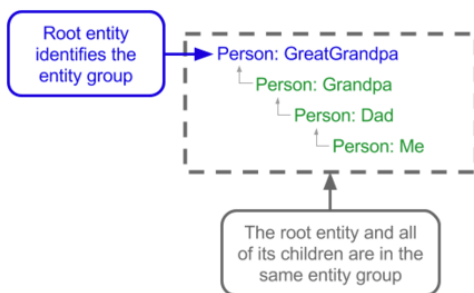 Root entity
identifies the
entity group
Person: GreatGrandpa
Person: Grandpa
Person: Dad
Person: Me
The root entity and all
of its children are in the
same entity group